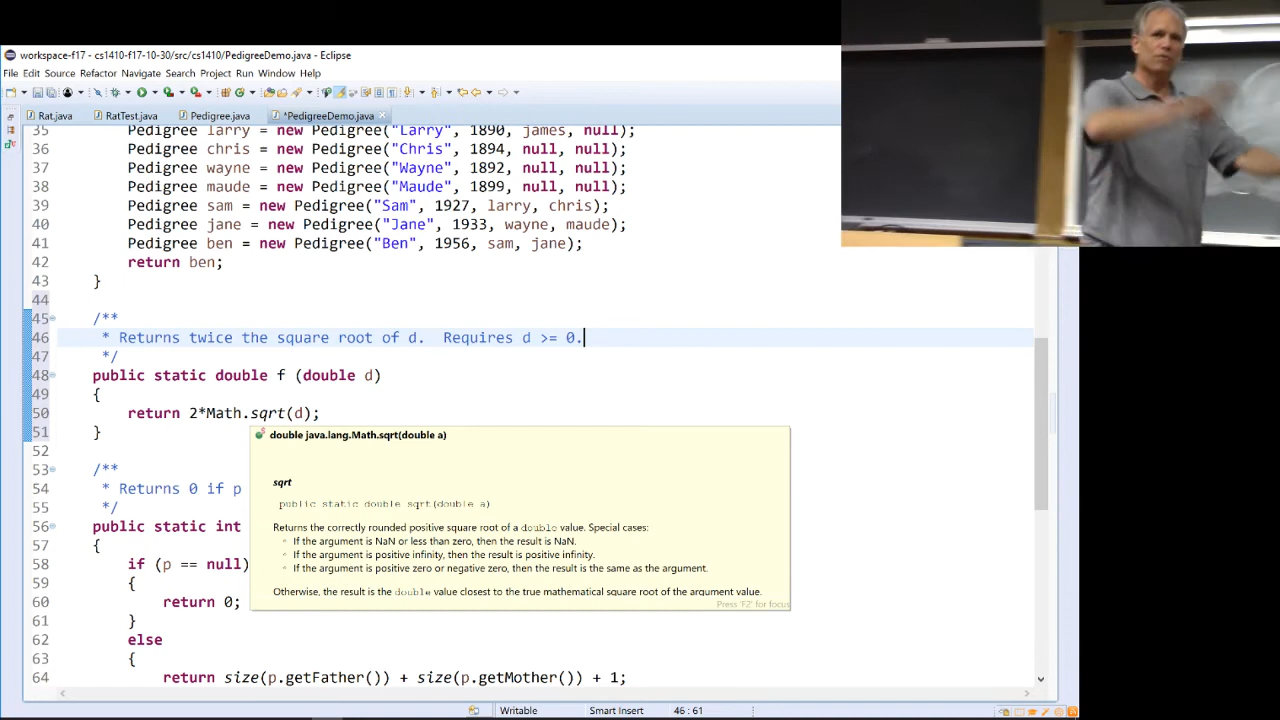 workspace-f17 - cs1410-f17-10-30/src/cs1410/PedigreeDemo.java - Eclipse
File Edit Source Refactor Navigate Search Project Run Window Help
Rat.java RatTest.java Pedigree.java *PedigreeDemo.java
35 Pedigree larry = new Pedigree("Larry", 1890, james, null);
36 Pedigree chris = new Pedigree("Chris", 1894, null, null);
37 Pedigree wayne = new Pedigree("Wayne", 1892, null, null);
38 Pedigree maude = new Pedigree("Maude", 1899, null, null);
39 Pedigree sam = new Pedigree("Sam", 1927, larry, chris);
40 Pedigree jane = new Pedigree("Jane", 1933, wayne, maude);
41 Pedigree ben = new Pedigree("Ben", 1956, sam, jane);
42 return ben;
43 }
44
45 /**
46 * Returns twice the square root of d.  Requires d >= 0.
47 */
48 public static double f (double d)
49 {
50 return 2*Math.sqrt(d);
51 }
52
53 /**
54 * Returns 0 if p
55 */
56 public static int
57 {
58 if (p == null)
59 {
60 return 0;
61 }
62 else
63 {
64 return size(p.getFather()) + size(p.getMother()) + 1;
double java.lang.Math.sqrt(double a)
sqrt
public static double sqrt(double a)
Returns the correctly rounded positive square root of a double value. Special cases:
If the argument is NaN or less than zero, then the result is NaN.
If the argument is positive infinity, then the result is positive infinity.
If the argument is positive zero or negative zero, then the result is the same as the argument.
Otherwise, the result is the double value closest to the true mathematical square root of the argument value.
Press 'F2' for focus
Writable Smart Insert 46 : 61